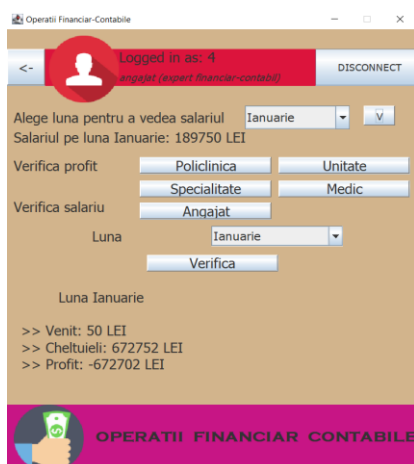 Operatii Financiar-Contabile
<-
Logged in as: 4
angajat (expert financiar-contabil)
DISCONNECT
Alege luna pentru a vedea salariul Ianuarie V
Salariul pe luna Ianuarie: 189750 LEI
Verifica profit Policlinica Unitate
Specialitate Medic
Verifica salariu Angajat
Luna Ianuarie
Verifica
Luna Ianuarie
>> Venit: 50 LEI
>> Cheltuieli: 672752 LEI
>> Profit: -672702 LEI
OPERATII FINANCIAR CONTABILE